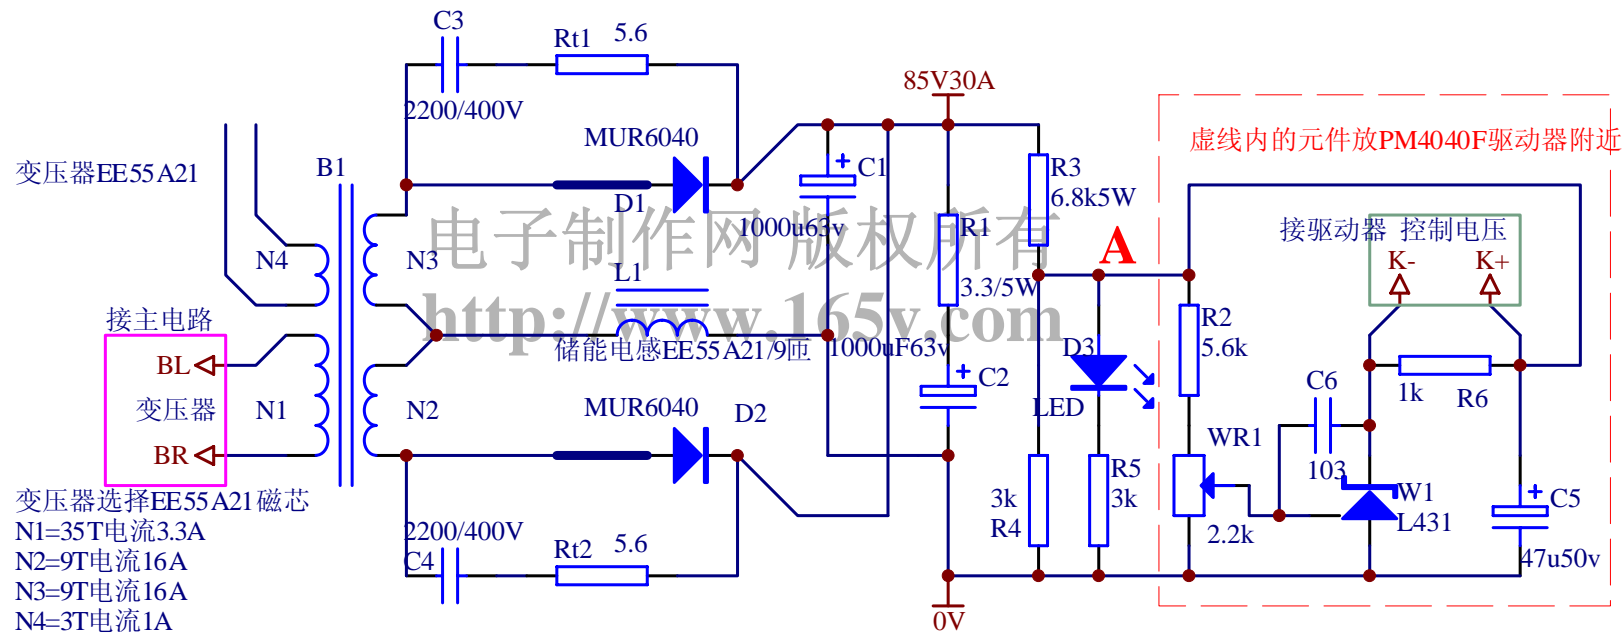 C3
Rt1
5.6
2200/400V
85V30A
MUR6040
变压器EE55A21
B1
D1
C1
1000u63v
R3
6.8k5W
虚线内的元件放PM4040F驱动器附近
电子制作网 版权所有
http://www.165v.com
N4
N3
L1
R1
3.3/5W
A
接驱动器 控制电压
K-
K+
接主电路
BL
变压器
BR
N1
N2
储能电感EE55A21/9匝
1000uF63v
C2
D3
LED
R2
5.6k
MUR6040
D2
C6
103
1k
R6
WR1
2.2k
变压器选择EE55A21磁芯
N1=35T电流3.3A
N2=9T电流16A
N3=9T电流16A
N4=3T电流1A
2200/400V
C4
Rt2
5.6
3k
R4
R5
3k
W1
L431
C5
47u50v
0V